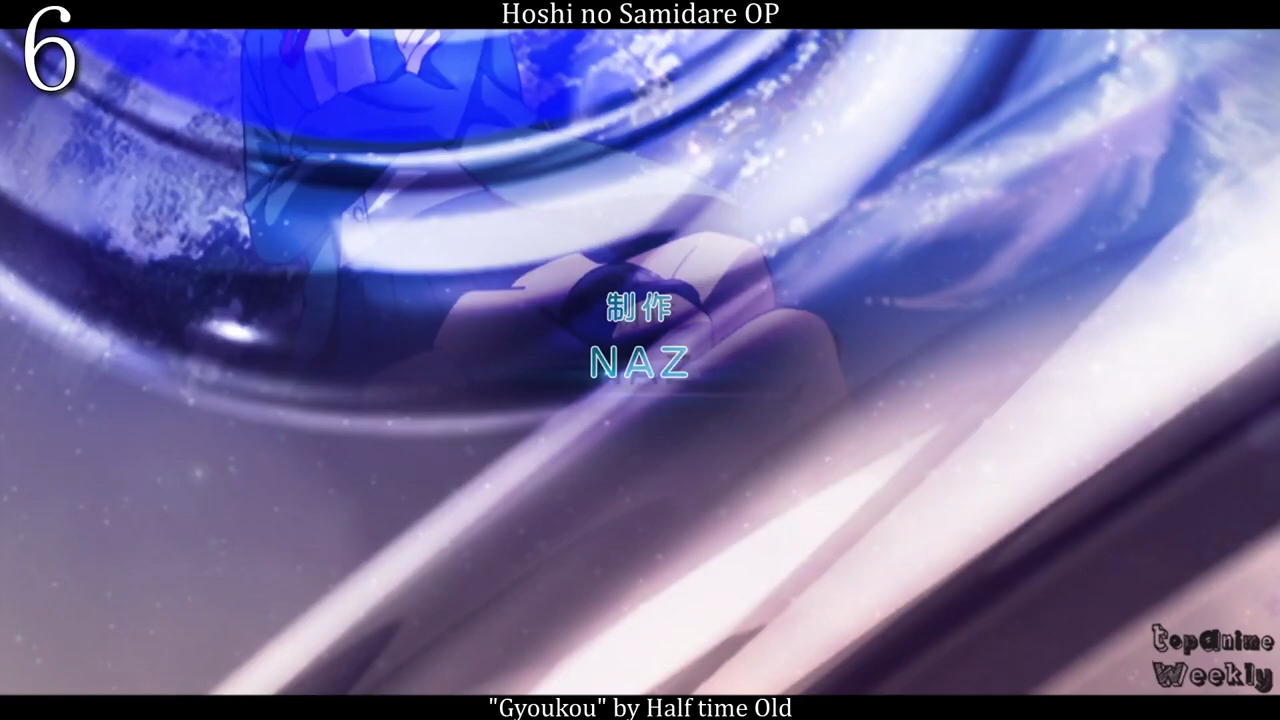 Hoshi no Samidare OP
6
制作
NAZ
topanime
Weekly
"Gyoukou" by Half time Old